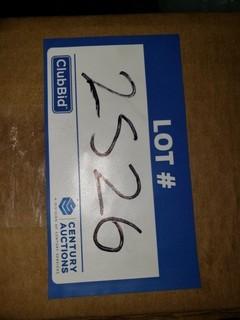 LOT #
2526
ClubBid
CENTURY
AUCTIONS